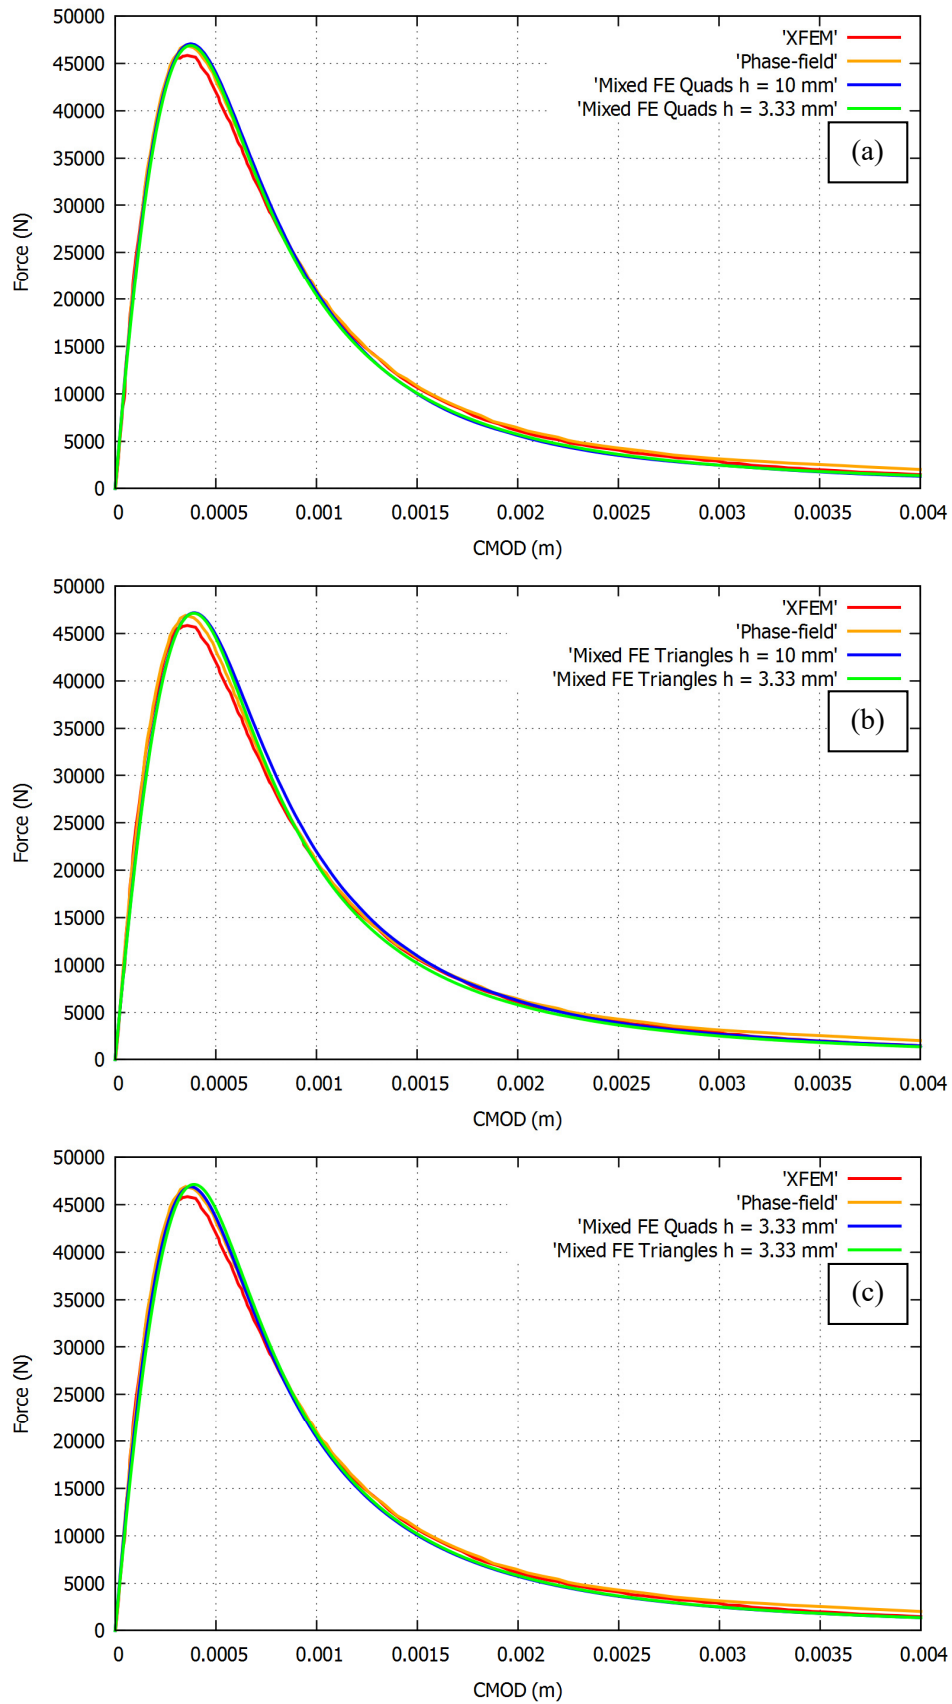 50000
45000
40000
35000
30000
25000
20000
15000
10000
5000
0
Force (N)
'XFEM'
'Phase-field'
'Mixed FE Quads h = 10 mm'
'Mixed FE Quads h = 3.33 mm'
(a)
0 0.0005 0.001 0.0015 0.002 0.0025 0.003 0.0035 0.004
CMOD (m)
50000
45000
40000
35000
30000
25000
20000
15000
10000
5000
0
Force (N)
'XFEM'
'Phase-field'
'Mixed FE Triangles h = 10 mm'
'Mixed FE Triangles h = 3.33 mm'
(b)
0 0.0005 0.001 0.0015 0.002 0.0025 0.003 0.0035 0.004
CMOD (m)
50000
45000
40000
35000
30000
25000
20000
15000
10000
5000
0
Force (N)
'XFEM'
'Phase-field'
'Mixed FE Quads h = 3.33 mm'
'Mixed FE Triangles h = 3.33 mm'
(c)
0 0.0005 0.001 0.0015 0.002 0.0025 0.003 0.0035 0.004
CMOD (m)